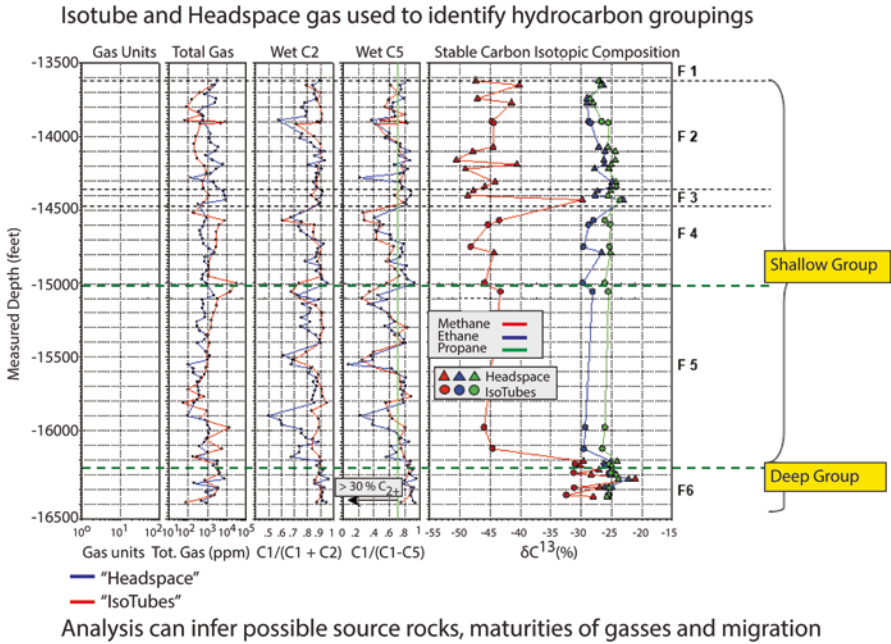 Isotube and Headspace gas used to identify hydrocarbon groupings
Gas Units Total Gas Wet C2 Wet C5 Stable Carbon Isotopic Composition
Measured Depth (feet)
-13500
-14000
-14500
-15000
-15500
-16000
-16500
F 1
F 2
F 3
F 4
F 5
F6
Shallow Group
Deep Group
Methane
Ethane
Propane
Headspace
IsoTubes
> 30 % C2+
10⁰ 10¹ 10² 10¹ 10² 10³ 10⁴ 10⁵ .5 .6 .7 .8 .9 1 0 .2 .4 .6 .8 1 -55 -45 -35 -25 -15
Gas units Tot. Gas (ppm) C1/(C1 + C2) C1/(C1-C5) δC¹³(%)
"Headspace"
"IsoTubes"
Analysis can infer possible source rocks, maturities of gasses and migration